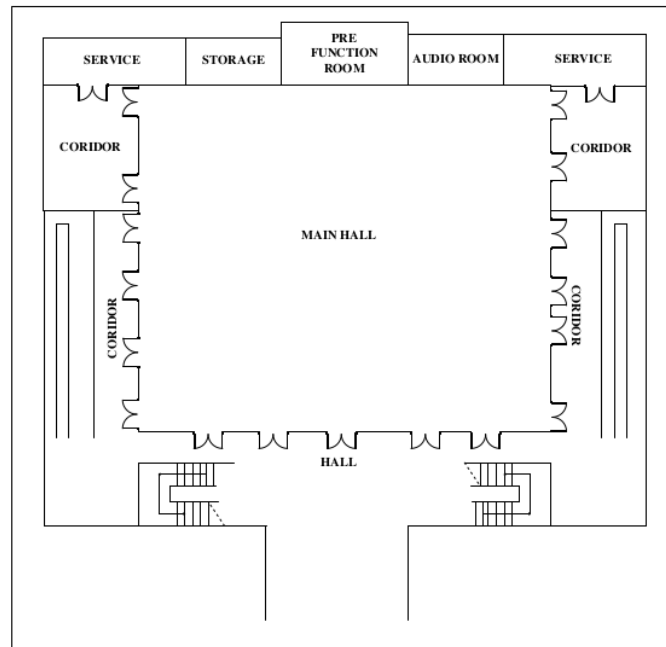 PRE
FUNCTION
ROOM
SERVICE
STORAGE
AUDIO ROOM
SERVICE
CORIDOR
CORIDOR
MAIN HALL
CORIDOR
CORIDOR
HALL